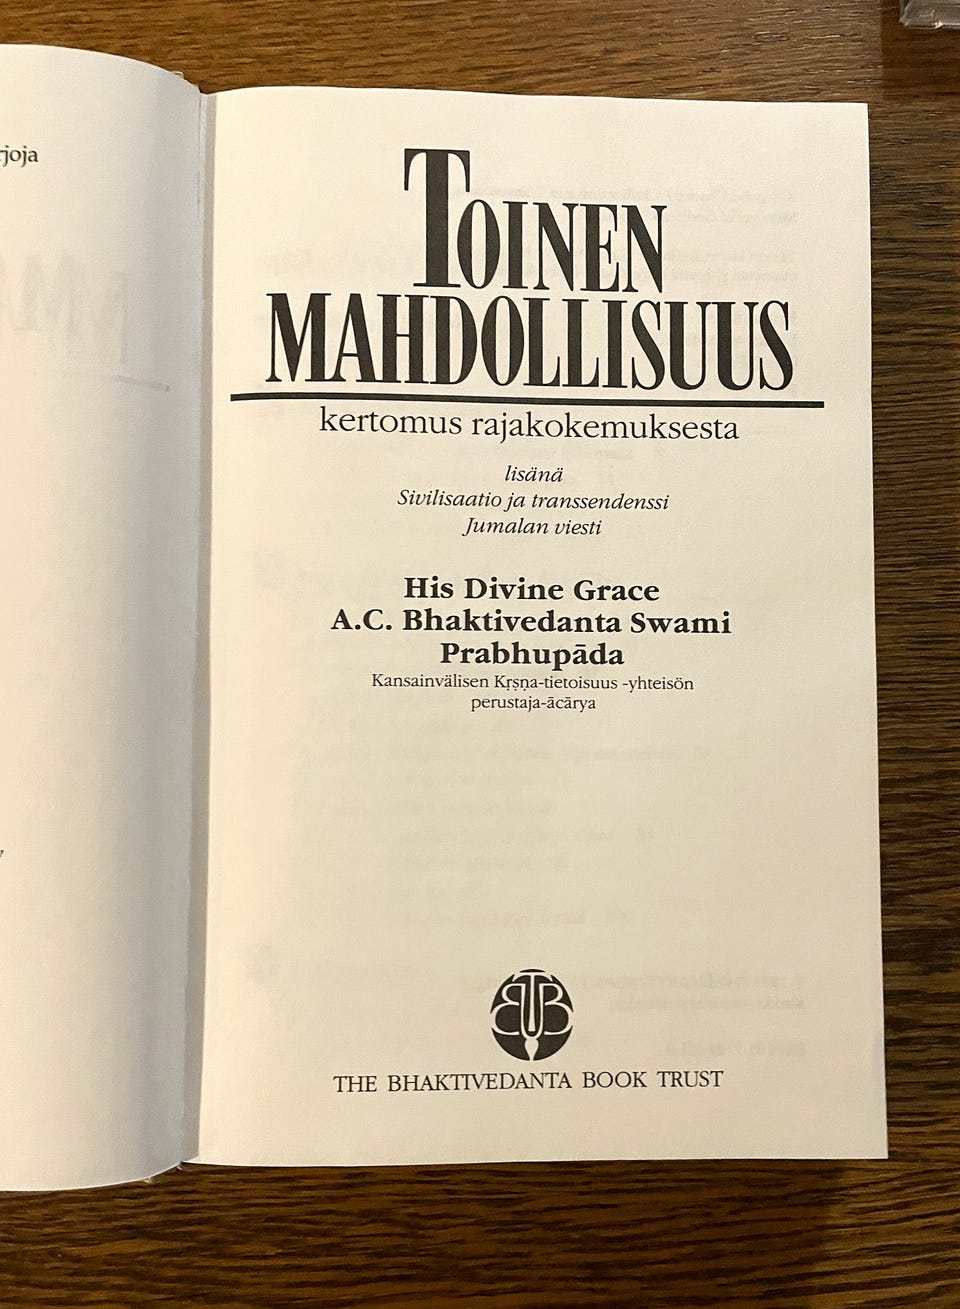 TOINEN
MAHDOLLISUUS
kertomus rajakokemuksesta
lisänä
Sivilisaatio ja transsendenssi
Jumalan viesti
His Divine Grace
A.C. Bhaktivedanta Swami
Prabhupāda
Kansainvälisen Kṛṣṇa-tietoisuus -yhteisön
perustaja-ācārya
BTB
THE BHAKTIVEDANTA BOOK TRUST